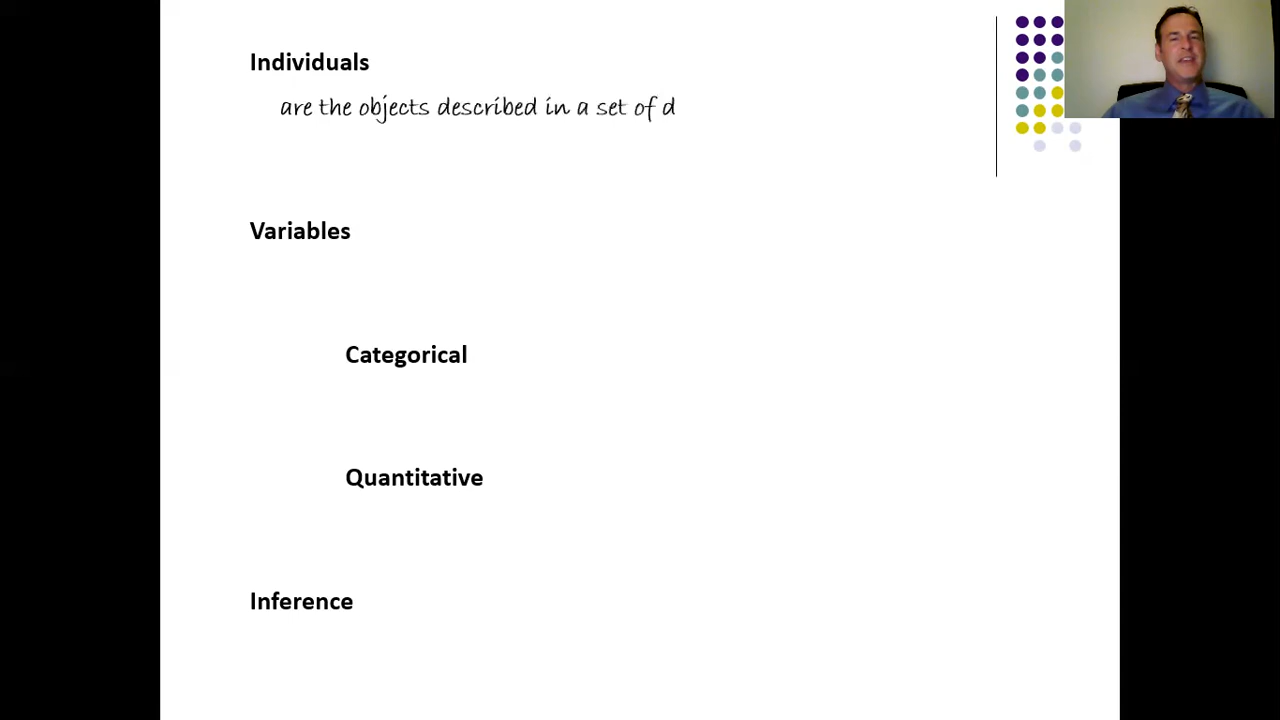 Individuals
are the objects described in a set of d
Variables
Categorical
Quantitative
Inference